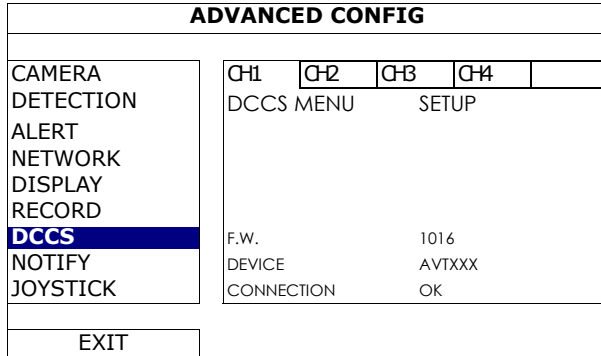 ADVANCED CONFIG
CAMERA
DETECTION
ALERT
NETWORK
DISPLAY
RECORD
DCCS
NOTIFY
JOYSTICK
EXIT
CH1 CH2 CH3 CH4
DCCS MENU SETUP
F.W. 1016
DEVICE AVTXXX
CONNECTION OK